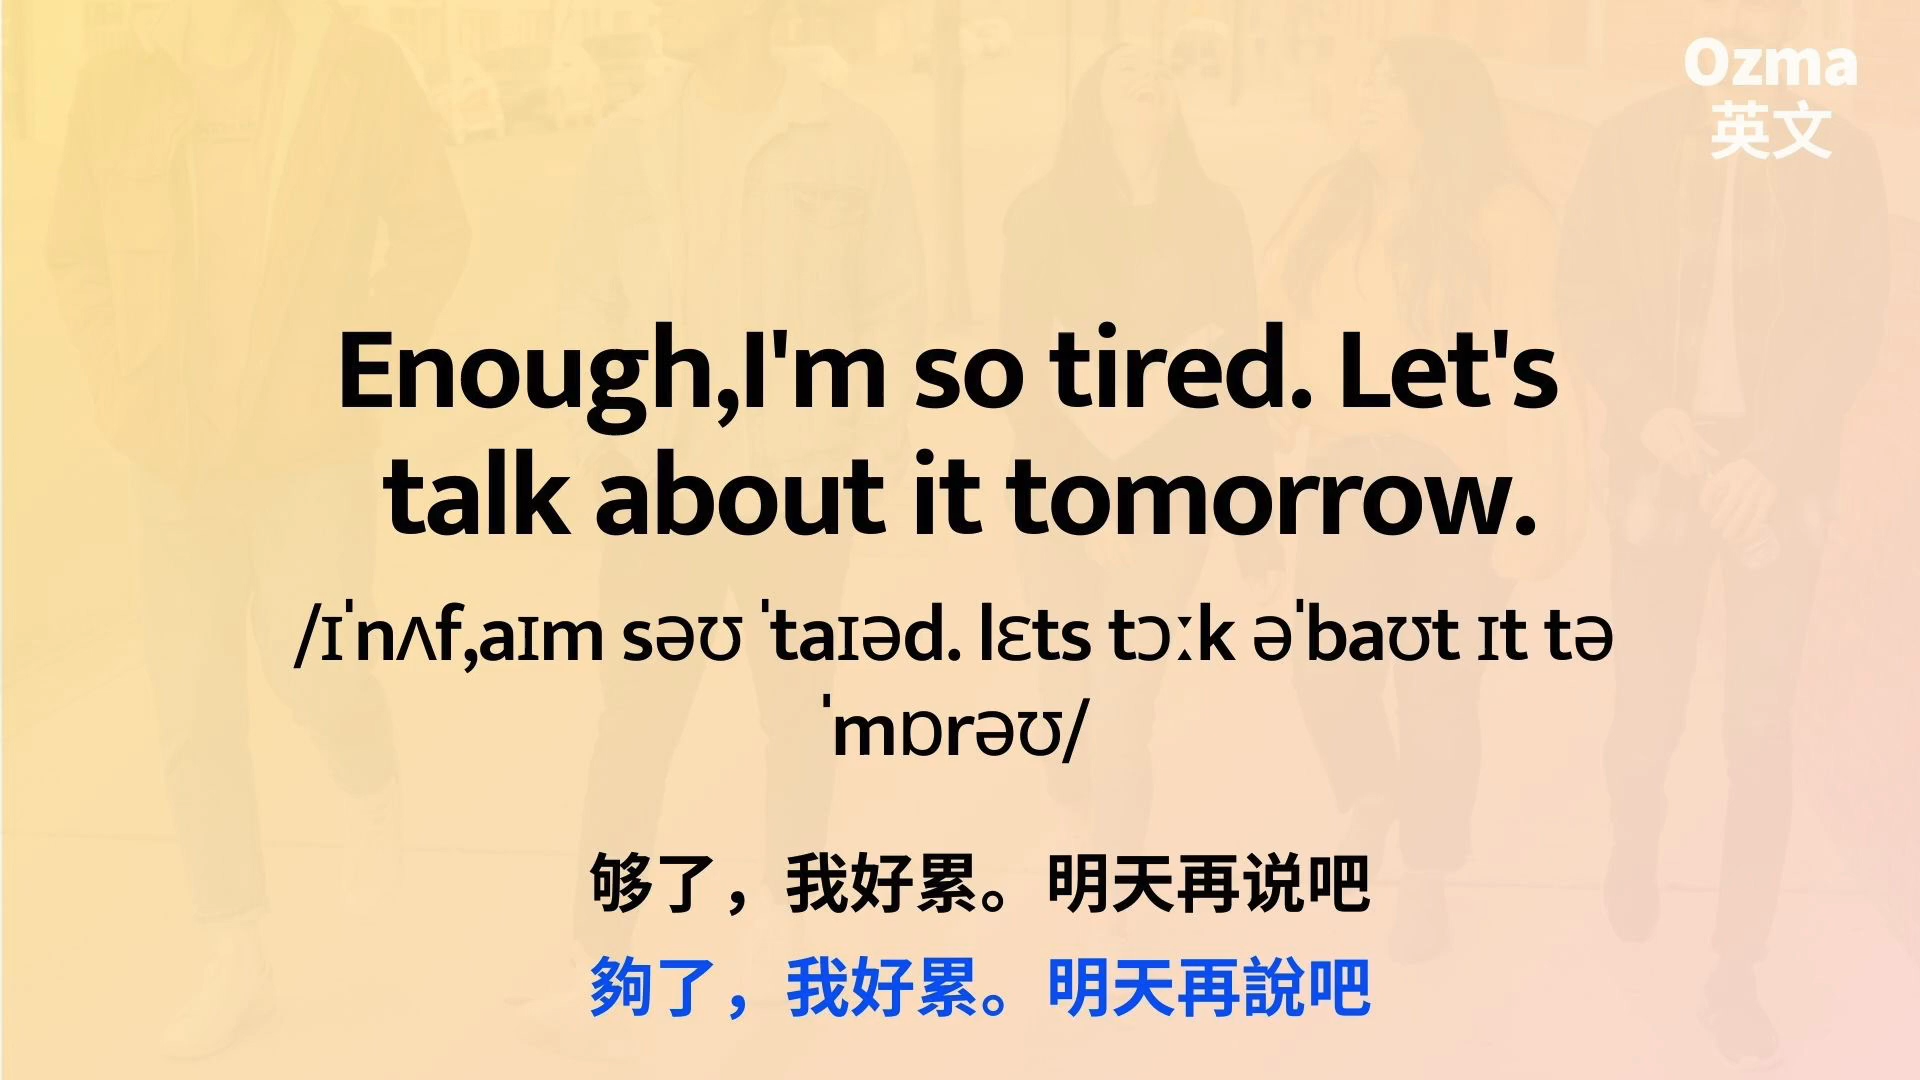 Ozma
英文
Enough,I'm so tired. Let's
talk about it tomorrow.
/ɪˈnʌf,aɪm səʊ ˈtaɪəd. lɛts tɔːk əˈbaʊt ɪt tə
ˈmɒrəʊ/
够了，我好累。明天再说吧
夠了，我好累。明天再說吧